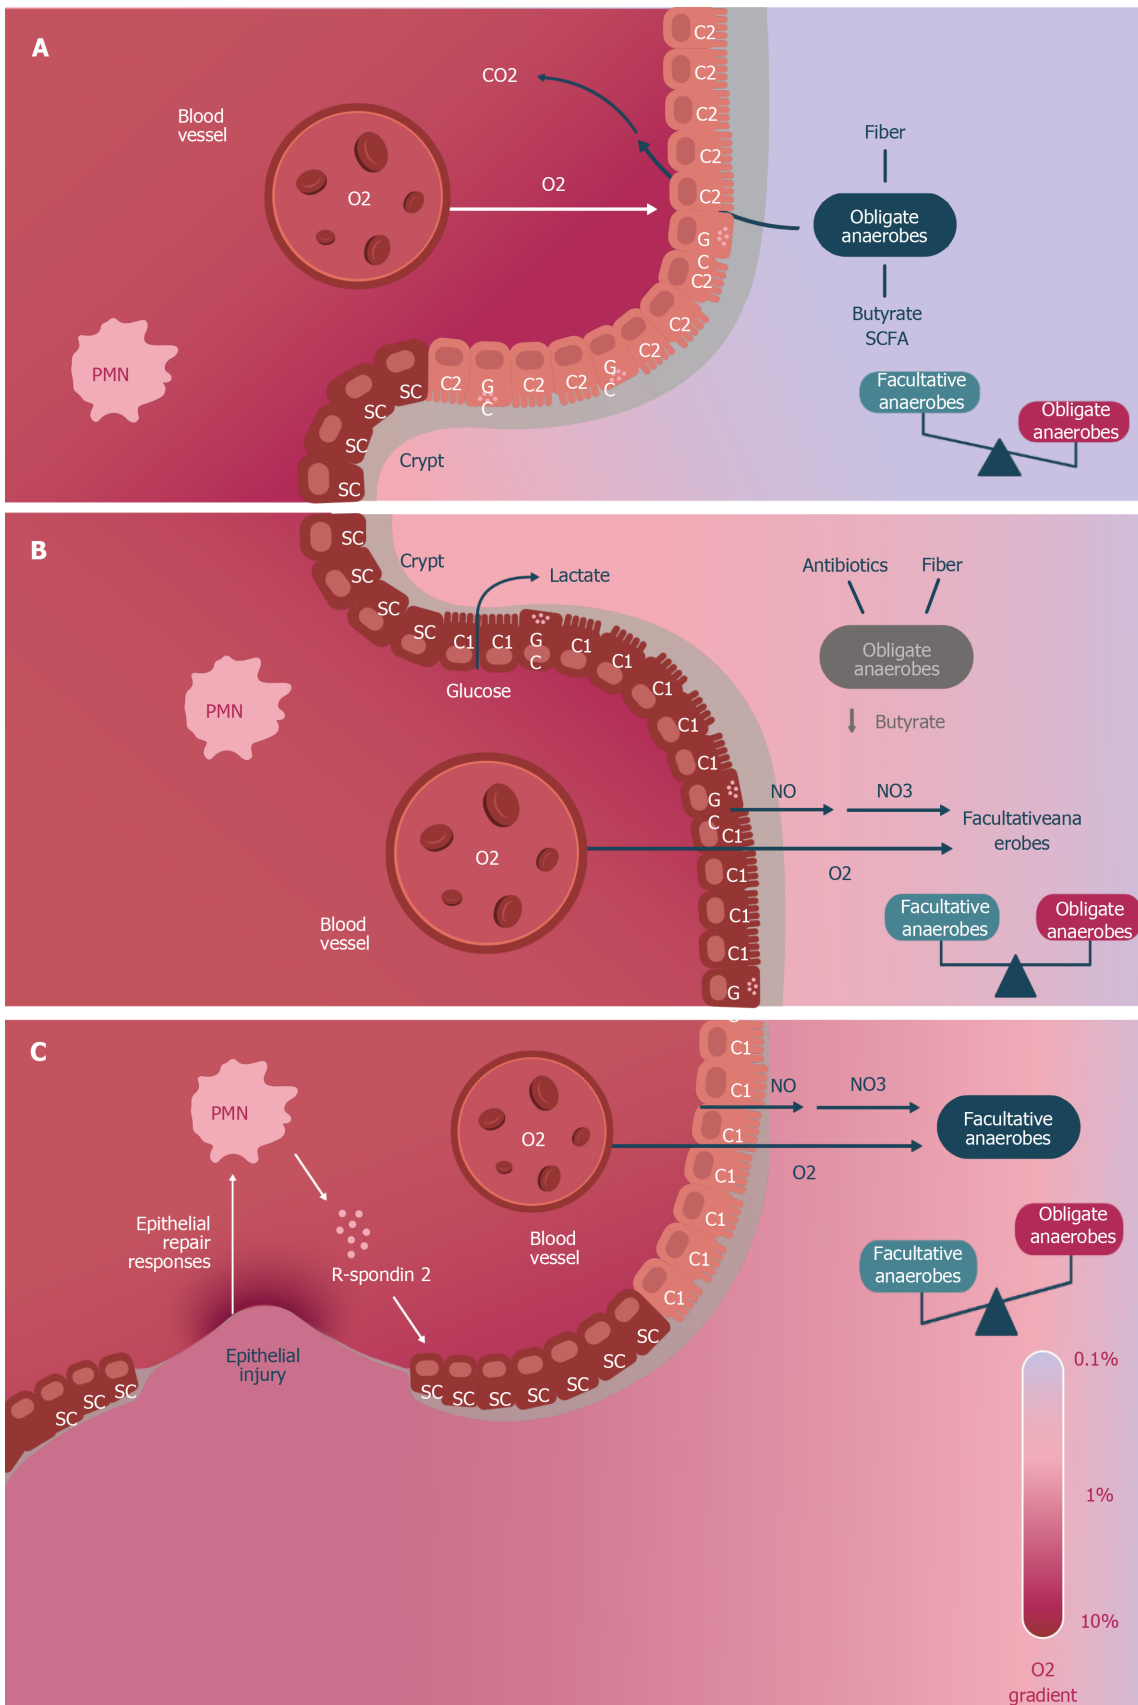 A
C2
C2
C2
C2
C2
G
C
C2
C2
C2
G
C
C2
C2
G
C
C2
SC
SC
SC
SC
CO2
Blood
vessel
O2
O2
PMN
Crypt
Fiber
Obligate
anaerobes
Butyrate
SCFA
Facultative
anaerobes
Obligate
anaerobes
B
SC
SC
SC
SC
C1
C1
G
C
C1
C1
C1
C1
C1
G
C
C1
C1
C1
C1
G
Crypt
Lactate
Glucose
PMN
O2
Blood
vessel
Antibiotics
Fiber
Obligate
anaerobes
Butyrate
NO
NO3
Facultativeana
erobes
O2
Facultative
anaerobes
Obligate
anaerobes
C
C1
C1
C1
C1
C1
C1
C1
SC
SC
SC
SC
SC
SC
SC
SC
SC
SC
PMN
Epithelial
repair
responses
R-spondin 2
Epithelial
injury
O2
Blood
vessel
NO
NO3
O2
Facultative
anaerobes
Obligate
anaerobes
Facultative
anaerobes
0.1%
1%
10%
O2
gradient